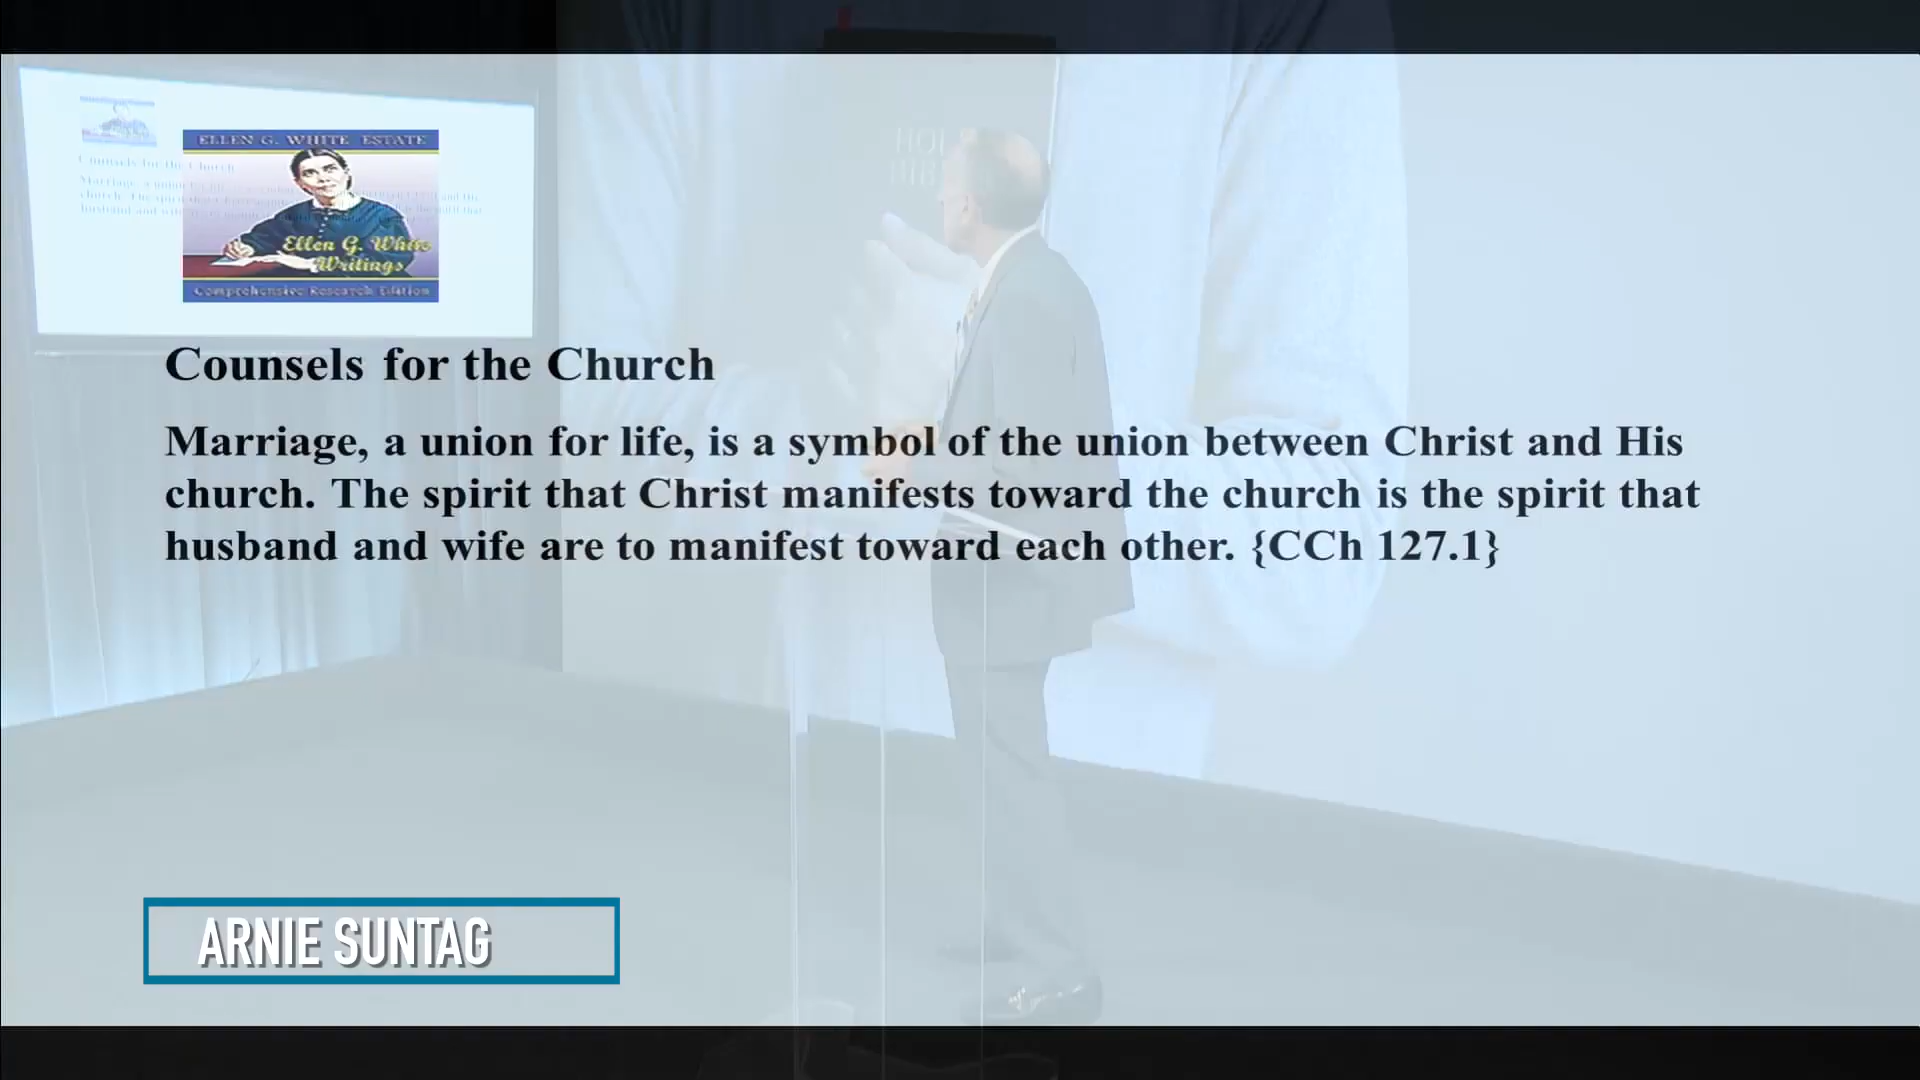 ELLEN G. WHITE ESTATE
Ellen G. White
Writings
Comprehensive Research Edition
Counsels for the Church
Marriage, a union for life, is a symbol of the union between Christ and His
church. The spirit that Christ manifests toward the church is the spirit that
husband and wife are to manifest toward each other. {CCh 127.1}
ARNIE SUNTAG